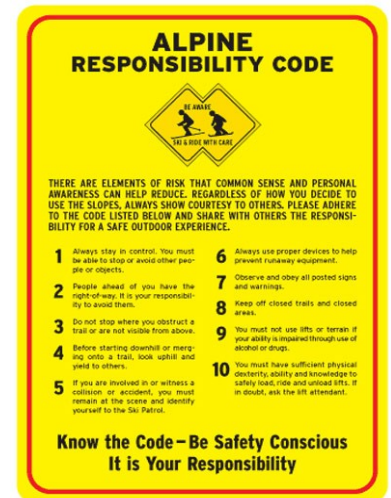 ALPINE
RESPONSIBILITY CODE
BE AWARE
SKI & RIDE WITH CARE
THERE ARE ELEMENTS OF RISK THAT COMMON SENSE AND PERSONAL
AWARENESS CAN HELP REDUCE. REGARDLESS OF HOW YOU DECIDE TO
USE THE SLOPES, ALWAYS SHOW COURTESY TO OTHERS. PLEASE ADHERE
TO THE CODE LISTED BELOW AND SHARE WITH OTHERS THE RESPONSI-
BILITY FOR A SAFE OUTDOOR EXPERIENCE.
1 Always stay in control. You must
be able to stop or avoid other peo-
ple or objects.
2 People ahead of you have the
right-of-way. It is your responsibil-
ity to avoid them.
3 Do not stop where you obstruct a
trail or are not visible from above.
4 Before starting downhill or merg-
ing onto a trail, look uphill and
yield to others.
5 If you are involved in or witness a
collision or accident, you must
remain at the scene and identify
yourself to the Ski Patrol.
6 Always use proper devices to help
prevent runaway equipment.
7 Observe and obey all posted signs
and warnings.
8 Keep off closed trails and closed
areas.
9 You must not use lifts or terrain if
your ability is impaired through use of
alcohol or drugs.
10 You must have sufficient physical
dexterity, ability and knowledge to
safely load, ride and unload lifts. If
in doubt, ask the lift attendant.
Know the Code – Be Safety Conscious
It is Your Responsibility